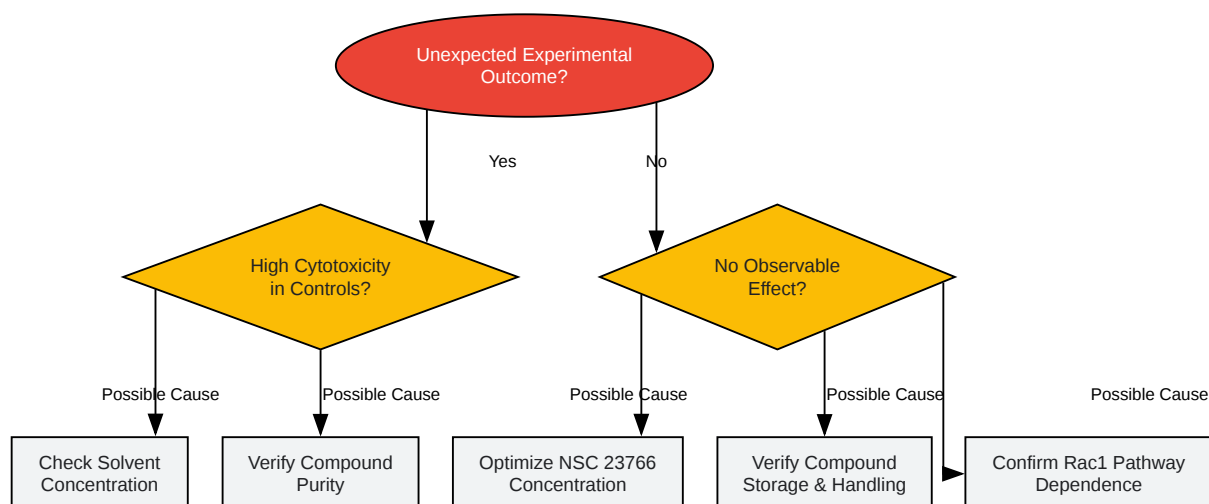 Unexpected Experimental
Outcome?
Yes
No
High Cytotoxicity
in Controls?
No Observable
Effect?
Possible Cause
Possible Cause
Possible Cause
Possible Cause
Possible Cause
Check Solvent
Concentration
Verify Compound
Purity
Optimize NSC 23766
Concentration
Verify Compound
Storage & Handling
Confirm Rac1 Pathway
Dependence